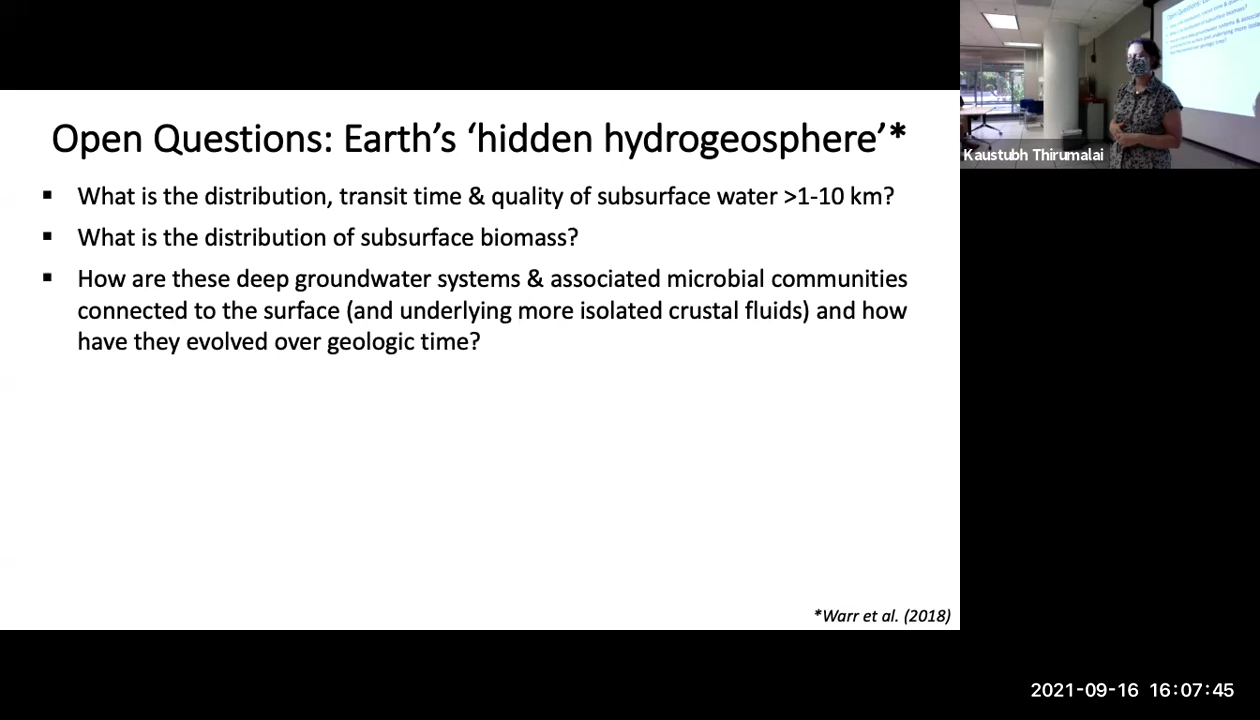 Open Questions: Earth's 'hidden hydrogeosphere'*
▪ What is the distribution, transit time & quality of subsurface water >1-10 km?
▪ What is the distribution of subsurface biomass?
▪ How are these deep groundwater systems & associated microbial communities
connected to the surface (and underlying more isolated crustal fluids) and how
have they evolved over geologic time?
*Warr et al. (2018)
Kaustubh Thirumalai
2021-09-16 16:07:45